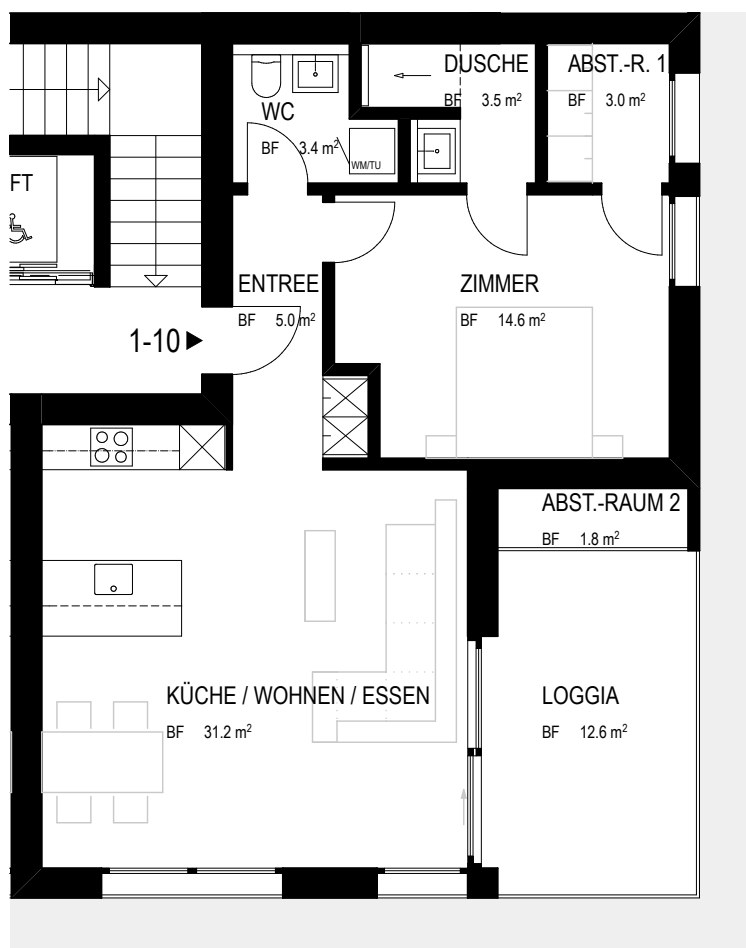 DUSCHE
BF 3.5 m²
ABST.-R. 1
BF 3.0 m²
WC
BF 3.4 m²
WM/TU
FT
ENTREE
BF 5.0 m²
ZIMMER
BF 14.6 m²
1-10
ABST.-RAUM 2
BF 1.8 m²
KÜCHE / WOHNEN / ESSEN
BF 31.2 m²
LOGGIA
BF 12.6 m²